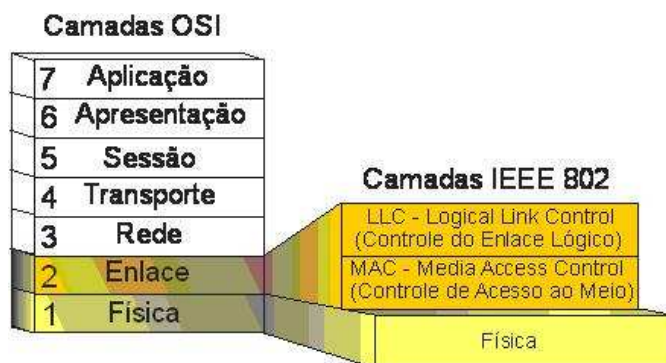 Camadas OSI
7 Aplicação
6 Apresentação
5 Sessão
4 Transporte
3 Rede
2 Enlace
1 Física
Camadas IEEE 802
LLC - Logical Link Control
(Controle do Enlace Lógico)
MAC - Media Access Control
(Controle de Acesso ao Meio)
Física